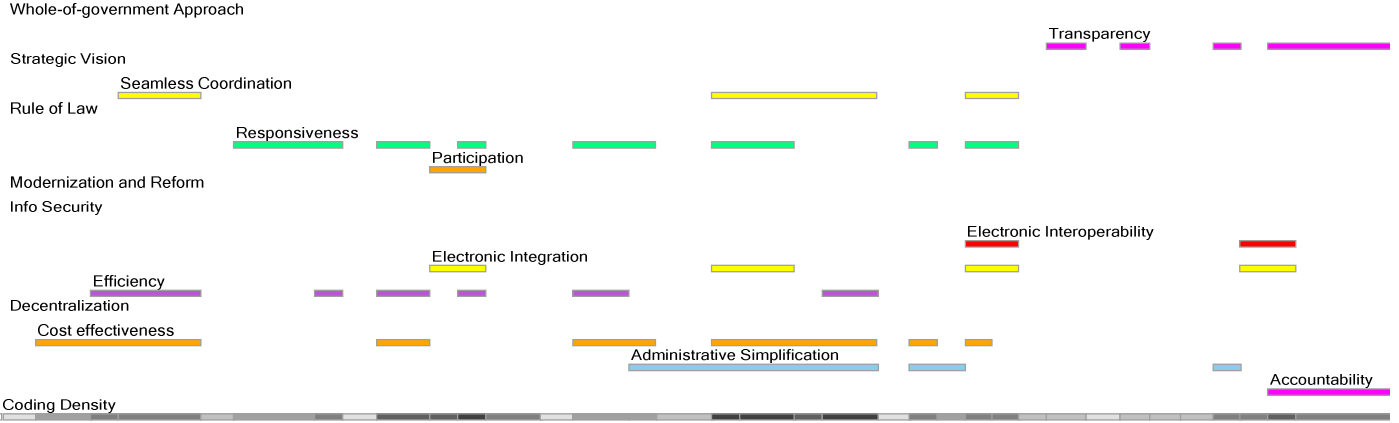 Whole-of-government Approach
Transparency
Strategic Vision
Seamless Coordination
Rule of Law
Responsiveness
Participation
Modernization and Reform
Info Security
Electronic Interoperability
Electronic Integration
Efficiency
Decentralization
Cost effectiveness
Administrative Simplification
Accountability
Coding Density